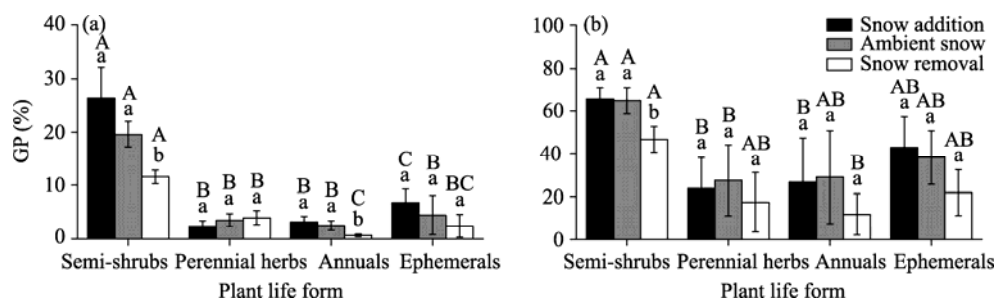 (a)
GP (%)
40
30
20
10
0
A
a
A
a
A
b
B
a
B
a
B
a
B
a
B
a
C
b
C
a
B
a
BC
a
Semi-shrubs Perennial herbs Annuals Ephemerals
Plant life form
(b)
Snow addition
Ambient snow
Snow removal
100
80
60
40
20
0
A
a
A
a
A
b
B
a
B
a
AB
a
B
a
AB
a
B
a
AB
a
AB
a
AB
a
Semi-shrubs Perennial herbs Annuals Ephemerals
Plant life form